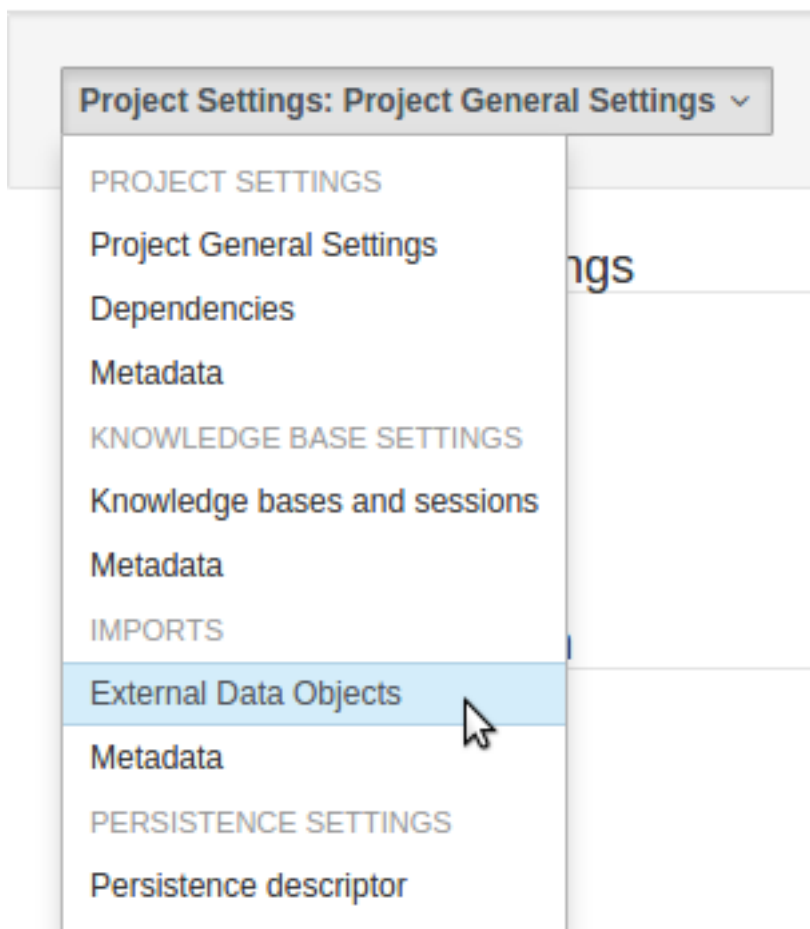 Project Settings: Project General Settings
PROJECT SETTINGS
Project General Settings
ngs
Dependencies
Metadata
KNOWLEDGE BASE SETTINGS
Knowledge bases and sessions
Metadata
IMPORTS
External Data Objects
Metadata
PERSISTENCE SETTINGS
Persistence descriptor